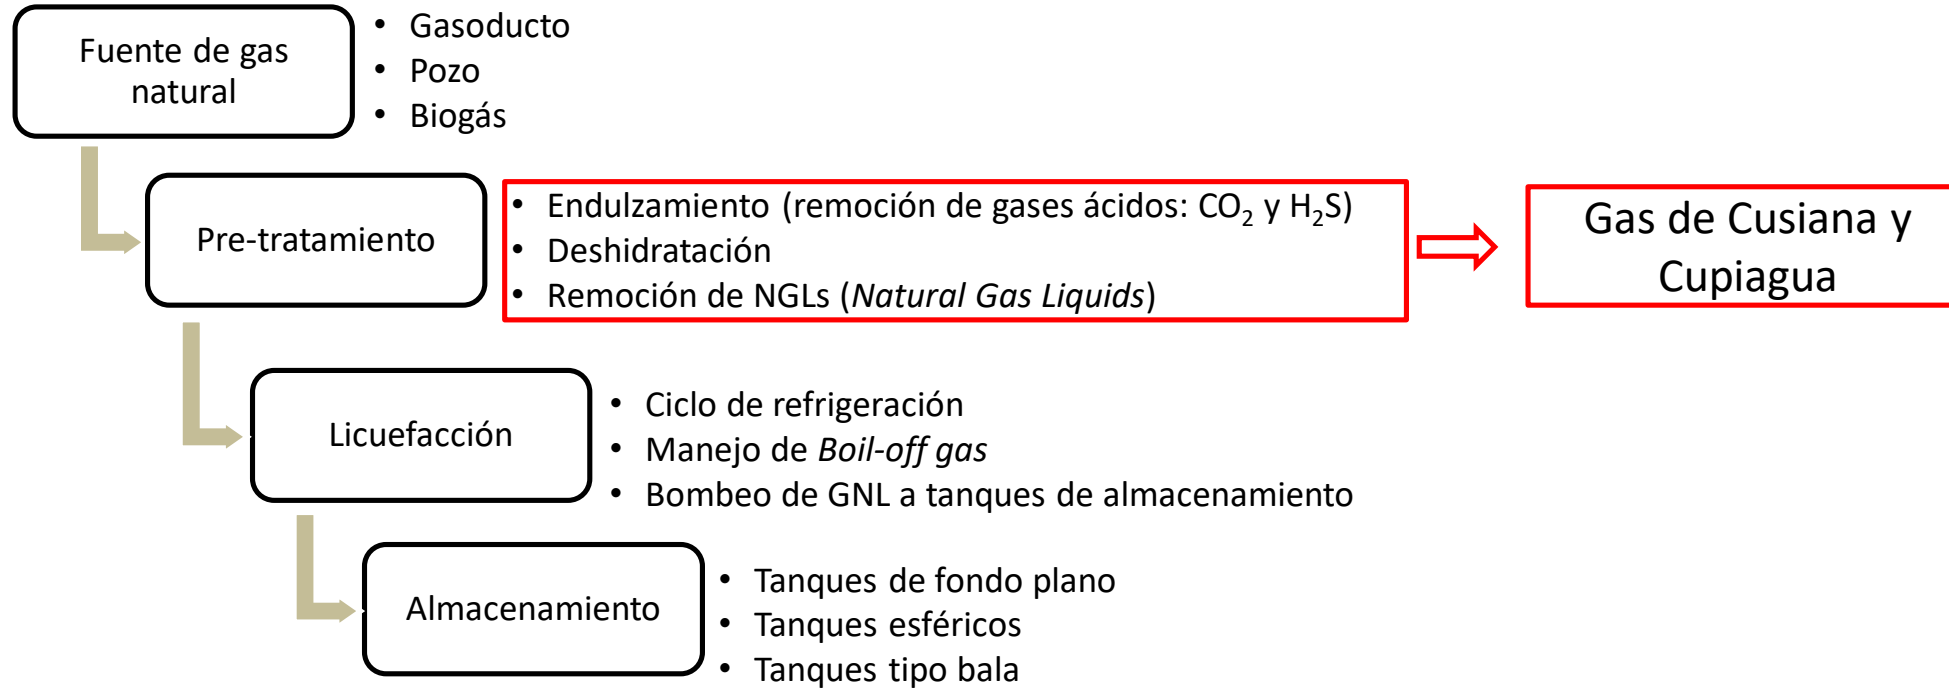 Fuente de gas
natural
• Gasoducto
• Pozo
• Biogás
Pre-tratamiento
• Endulzamiento (remoción de gases ácidos: CO₂ y H₂S)
• Deshidratación
• Remoción de NGLs (Natural Gas Liquids)
Gas de Cusiana y
Cupiagua
Licuefacción
• Ciclo de refrigeración
• Manejo de Boil-off gas
• Bombeo de GNL a tanques de almacenamiento
Almacenamiento
• Tanques de fondo plano
• Tanques esféricos
• Tanques tipo bala